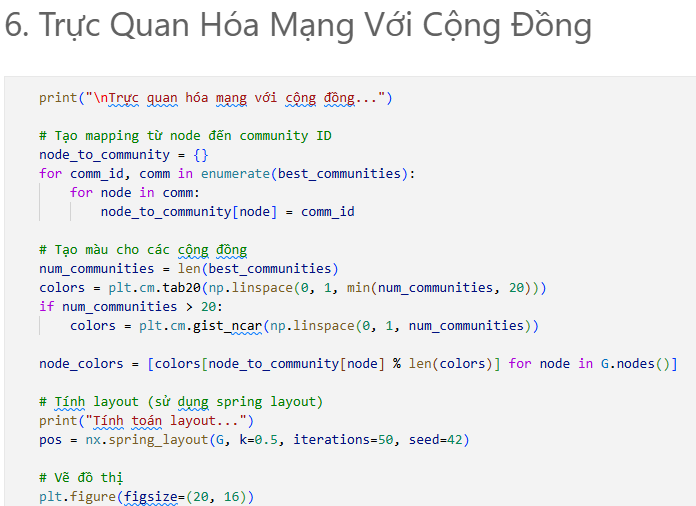 6. Trực Quan Hóa Mạng Với Cộng Đồng
print("\nTrực quan hóa mạng với cộng đồng...")
# Tạo mapping từ node đến community ID
node_to_community = {}
for comm_id, comm in enumerate(best_communities):
    for node in comm:
        node_to_community[node] = comm_id
# Tạo màu cho các cộng đồng
num_communities = len(best_communities)
colors = plt.cm.tab20(np.linspace(0, 1, min(num_communities, 20)))
if num_communities > 20:
    colors = plt.cm.gist_ncar(np.linspace(0, 1, num_communities))
node_colors = [colors[node_to_community[node] % len(colors)] for node in G.nodes()]
# Tính layout (sử dụng spring layout)
print("Tính toán layout...")
pos = nx.spring_layout(G, k=0.5, iterations=50, seed=42)
# Vẽ đồ thị
plt.figure(figsize=(20, 16))